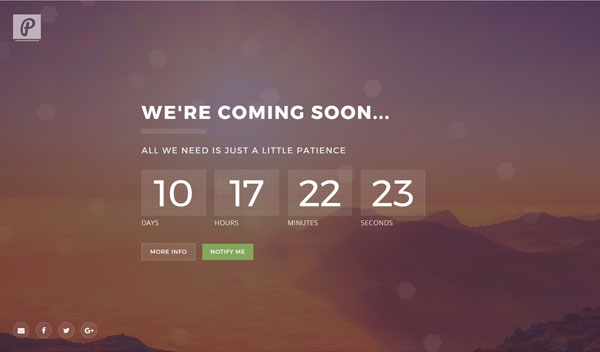 P
WE'RE COMING SOON...
ALL WE NEED IS JUST A LITTLE PATIENCE
10 17 22 23
DAYS HOURS MINUTES SECONDS
MORE INFO NOTIFY ME
f G+